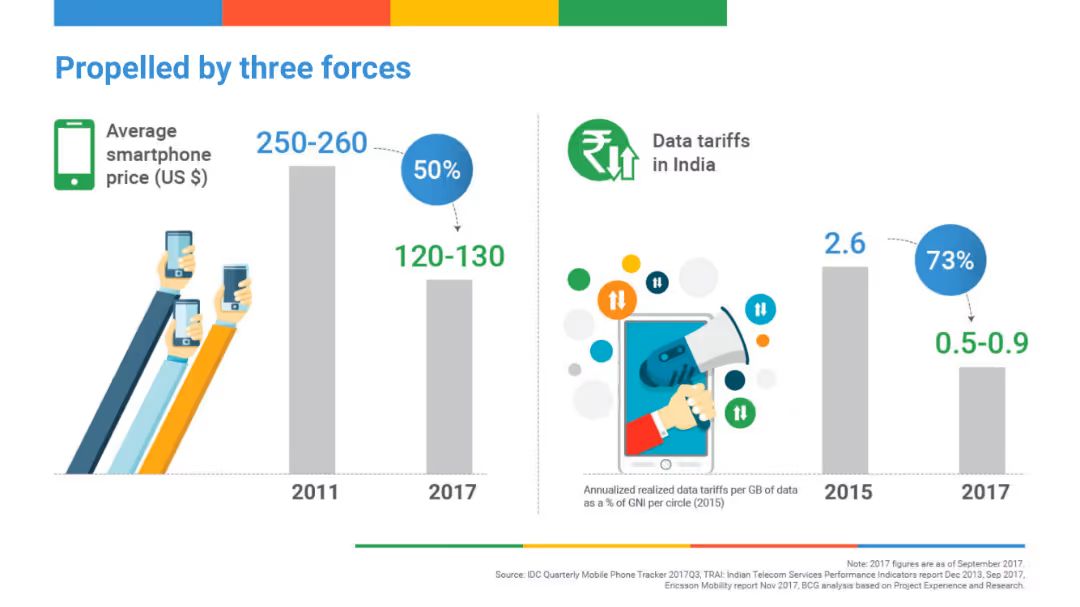 Propelled by three forces
Average
smartphone
price (US $)
250-260
50%
120-130
2011
2017
₹
Data tariffs
in India
2.6
73%
0.5-0.9
Annualized realized data tariffs per GB of data
as a % of GNI per circle (2015)
2015
2017
Note: 2017 figures are as of September 2017.
Source: IDC Quarterly Mobile Phone Tracker 2017Q3, TRAI: Indian Telecom Services Performance Indicators report Dec 2013, Sep 2017,
Ericsson Mobility report Nov 2017, BCG analysis based on Project Experience and Research.